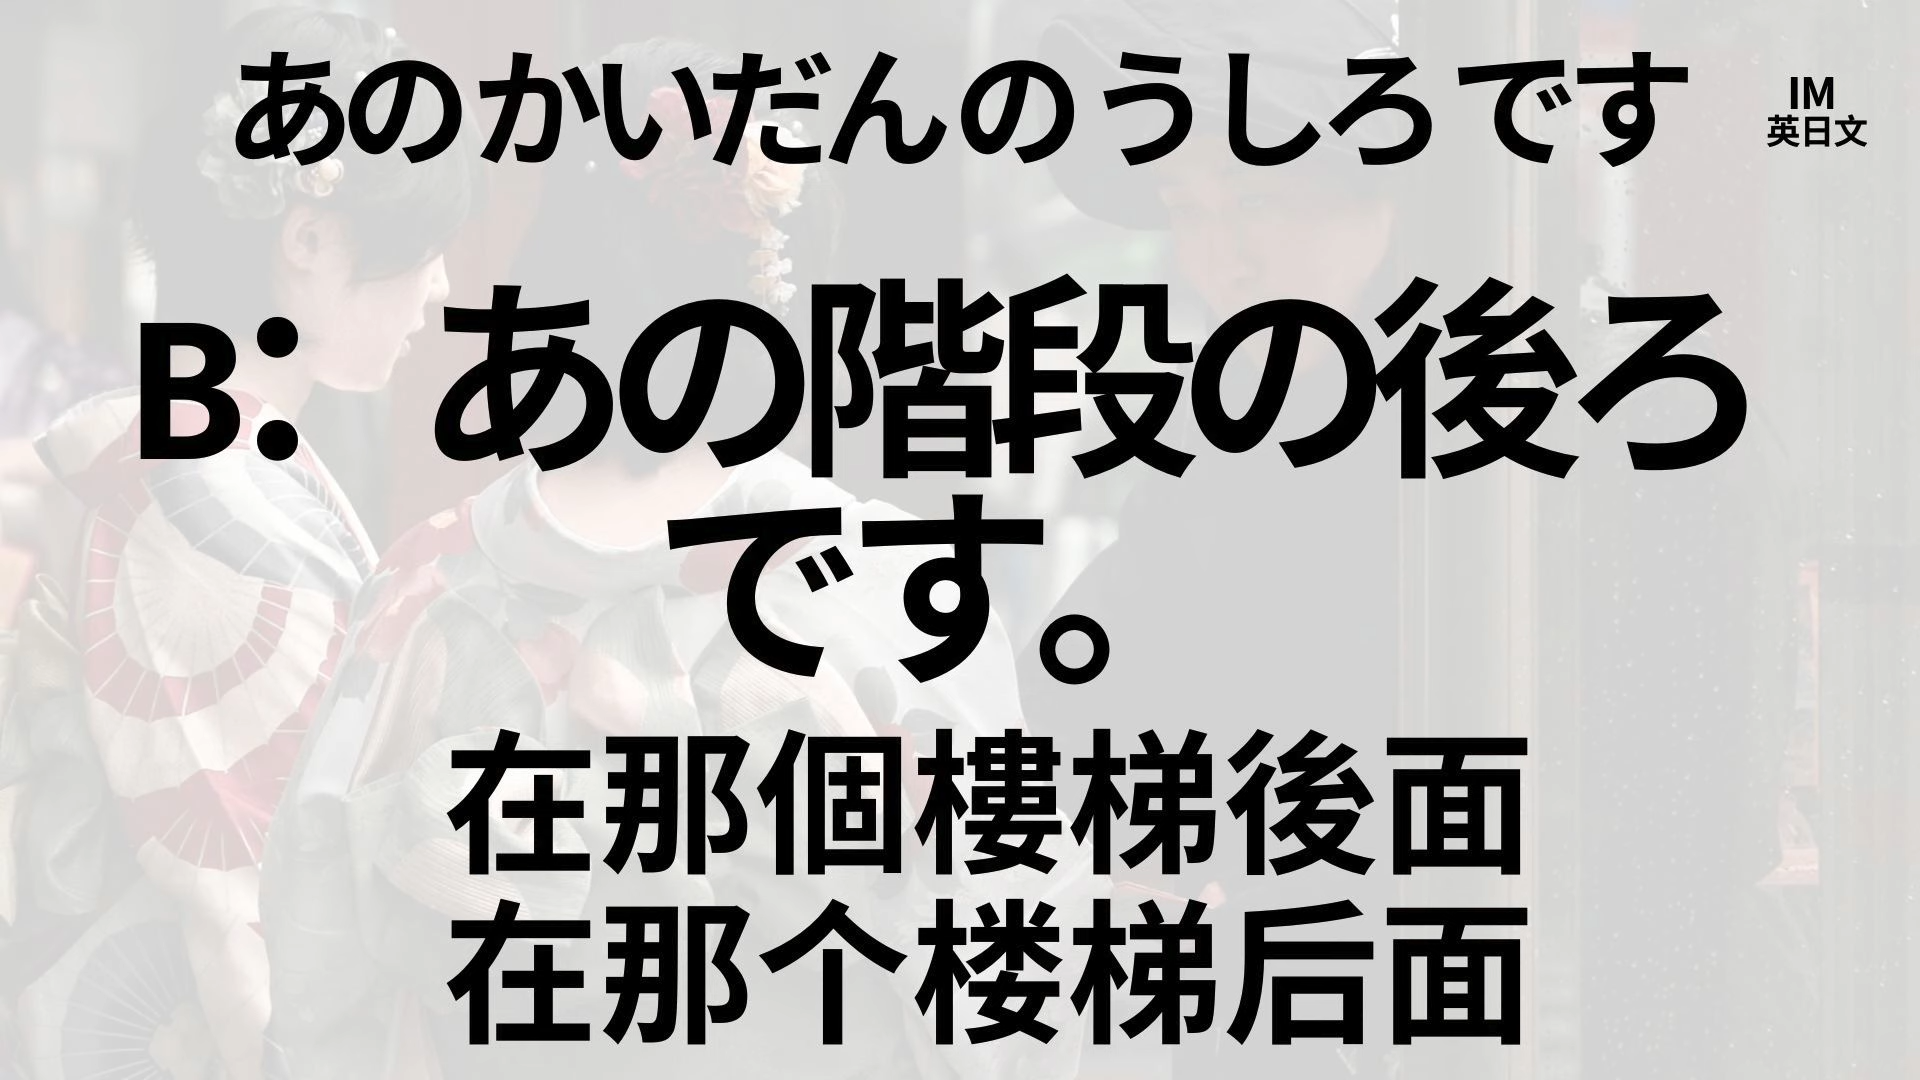 あのかいだんのうしろです
IM
英日文
B：あの階段の後ろ
です。
在那個樓梯後面
在那个楼梯后面